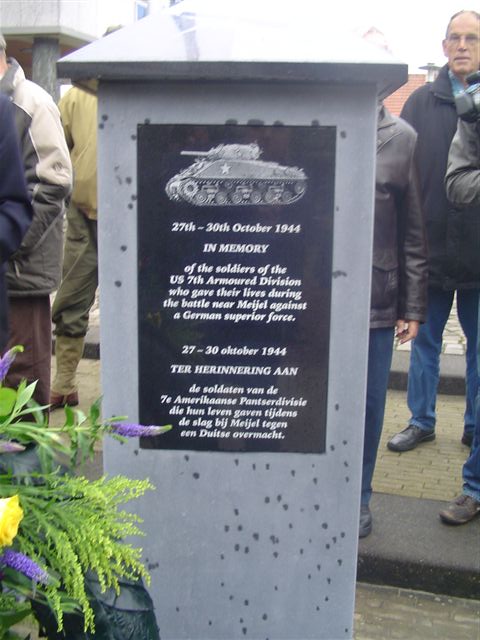 27th - 30th October 1944
IN MEMORY
of the soldiers of the
US 7th Armoured Division
who gave their lives during
the battle near Meijel against
a German superior force.
27 - 30 oktober 1944
TER HERINNERING AAN
de soldaten van de
7e Amerikaanse Pantserdivisie
die hun leven gaven tijdens
de slag bij Meijel tegen
een Duitse overmacht.